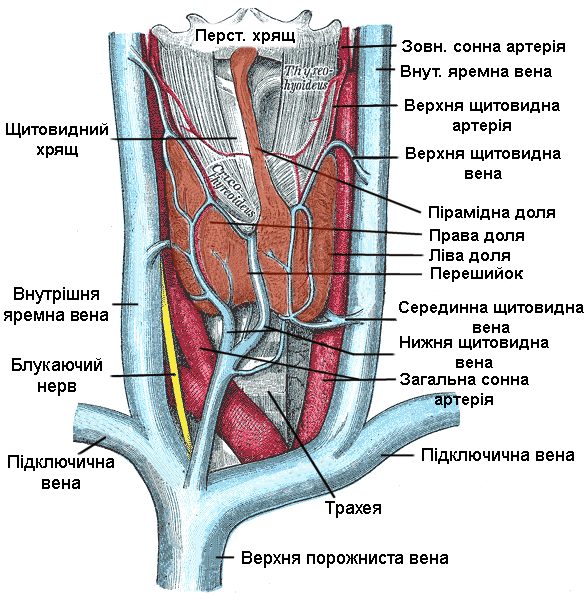 Перст. хрящ
Зовн. сонна артерія
Внут. яремна вена
Thyreo-
hyoideus
Верхня щитовидна
артерія
Щитовидний
хрящ
Верхня щитовидна
вена
Crico-
thyreoideus
Пірамідна доля
Права доля
Ліва доля
Перешийок
Внутрішня
яремна вена
Серединна щитовидна
вена
Нижня щитовидна
вена
Блукаючий
нерв
Загальна сонна
артерія
Підключична
вена
Підключична вена
Трахея
Верхня порожниста вена